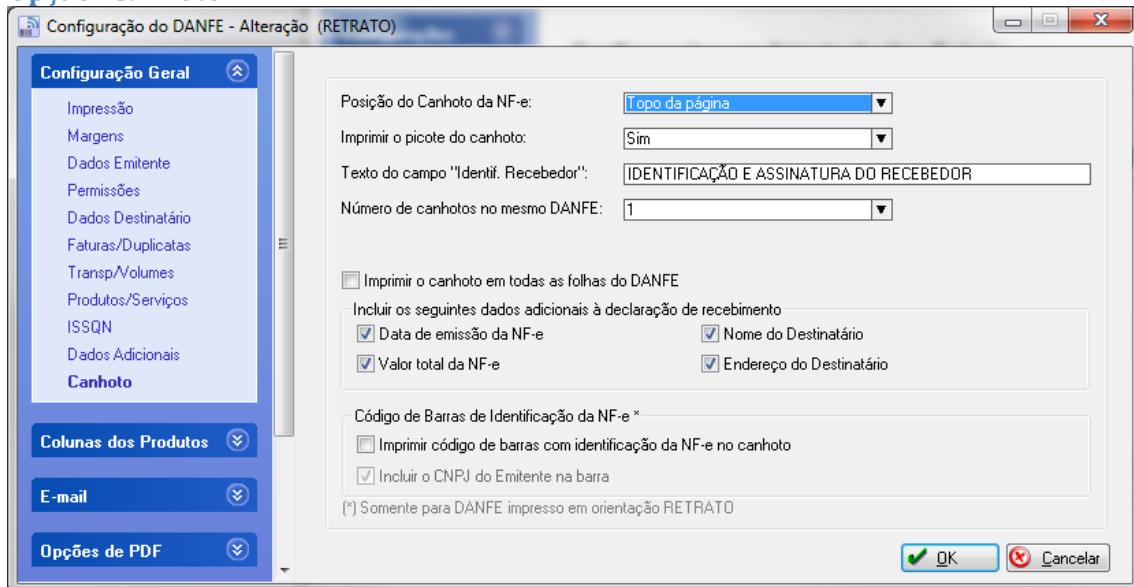 Configuração do DANFE - Alteração (RETRATO)
Configuração Geral
Impressão
Margens
Dados Emitente
Permissões
Dados Destinatário
Faturas/Duplicatas
Transp/Volumes
Produtos/Serviços
ISSQN
Dados Adicionais
Canhoto
Colunas dos Produtos
E-mail
Opções de PDF
Posição do Canhoto da NF-e: Topo da página
Imprimir o picote do canhoto: Sim
Texto do campo "Identif. Recebedor": IDENTIFICAÇÃO E ASSINATURA DO RECEBEDOR
Número de canhotos no mesmo DANFE: 1
Imprimir o canhoto em todas as folhas do DANFE
Incluir os seguintes dados adicionais à declaração de recebimento
Data de emissão da NF-e Nome do Destinatário
Valor total da NF-e Endereço do Destinatário
Código de Barras de Identificação da NF-e *
Imprimir código de barras com identificação da NF-e no canhoto
Incluir o CNPJ do Emitente na barra
(*) Somente para DANFE impresso em orientação RETRATO
OK Cancelar